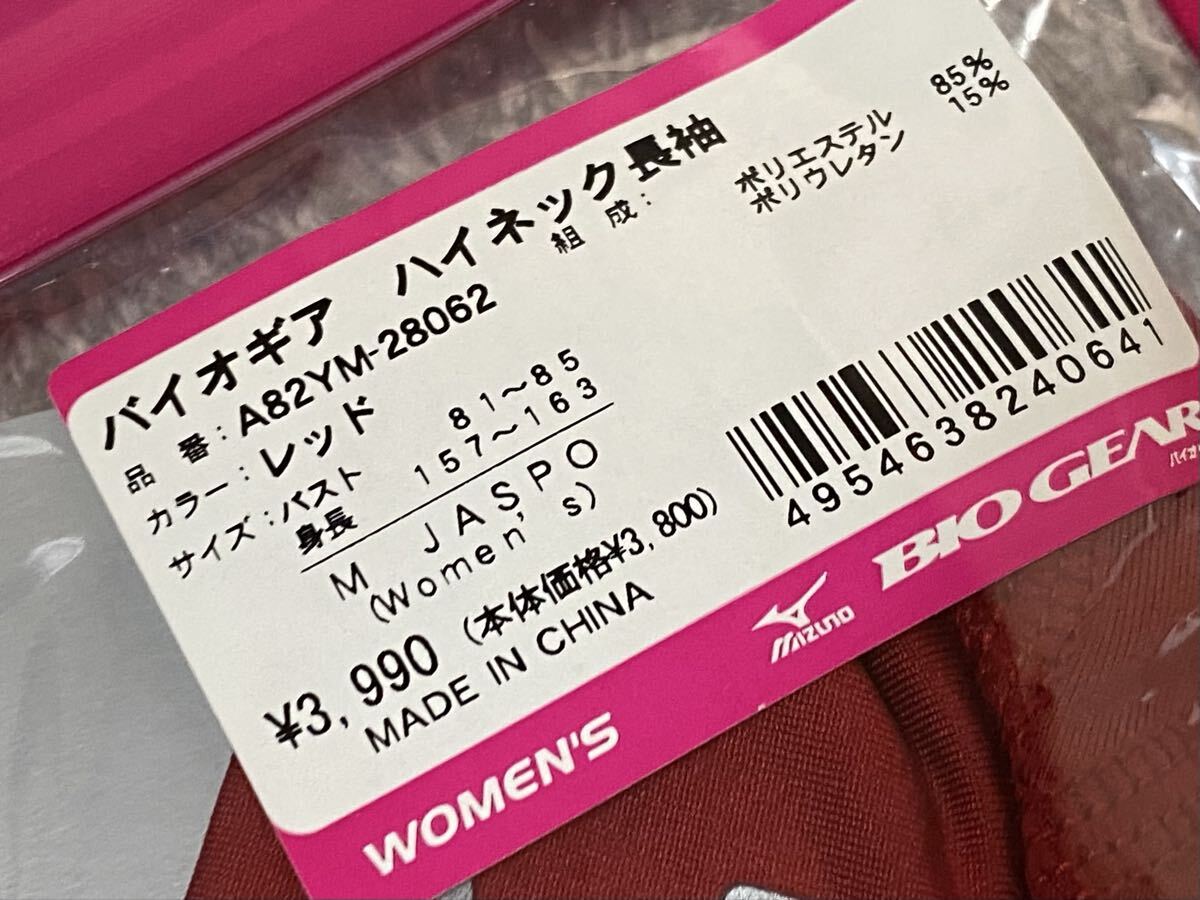 バイオギア ハイネック長袖
品 番:A82YM-28062
カラー:レッド
サイズ:バスト 81~85
身長 157~163
M JASPO
(Women's)
¥3,990 (本体価格¥3,800)
MADE IN CHINA
組 成: ポリエステル 85%
ポリウレタン 15%
4954638240641
WOMEN'S
MIZUNO
BIO GEAR